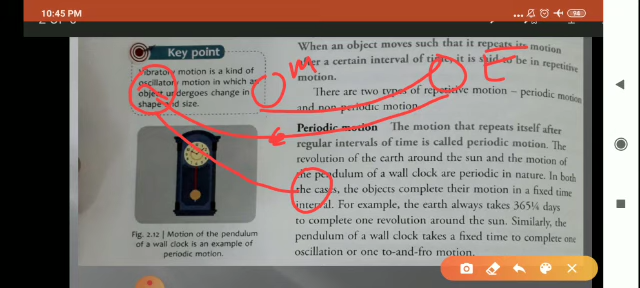 10:45 PM
94
Key point
Vibratory motion is a kind of
oscillatory motion in which an
object undergoes change in
shape and size.
m
E
When an object moves such that it repeats its motion
after a certain interval of time, it is said to be in repetitive
motion.
There are two types of repetitive motion – periodic motion
and non-periodic motion.
Periodic motion The motion that repeats itself after
regular intervals of time is called periodic motion. The
revolution of the earth around the sun and the motion of
the pendulum of a wall clock are periodic in nature. In both
the cases, the objects complete their motion in a fixed time
interval. For example, the earth always takes 365¼ days
to complete one revolution around the sun. Similarly, the
pendulum of a wall clock takes a fixed time to complete one
oscillation or one to-and-fro motion.
Fig. 2.12 | Motion of the pendulum
of a wall clock is an example of
periodic motion.